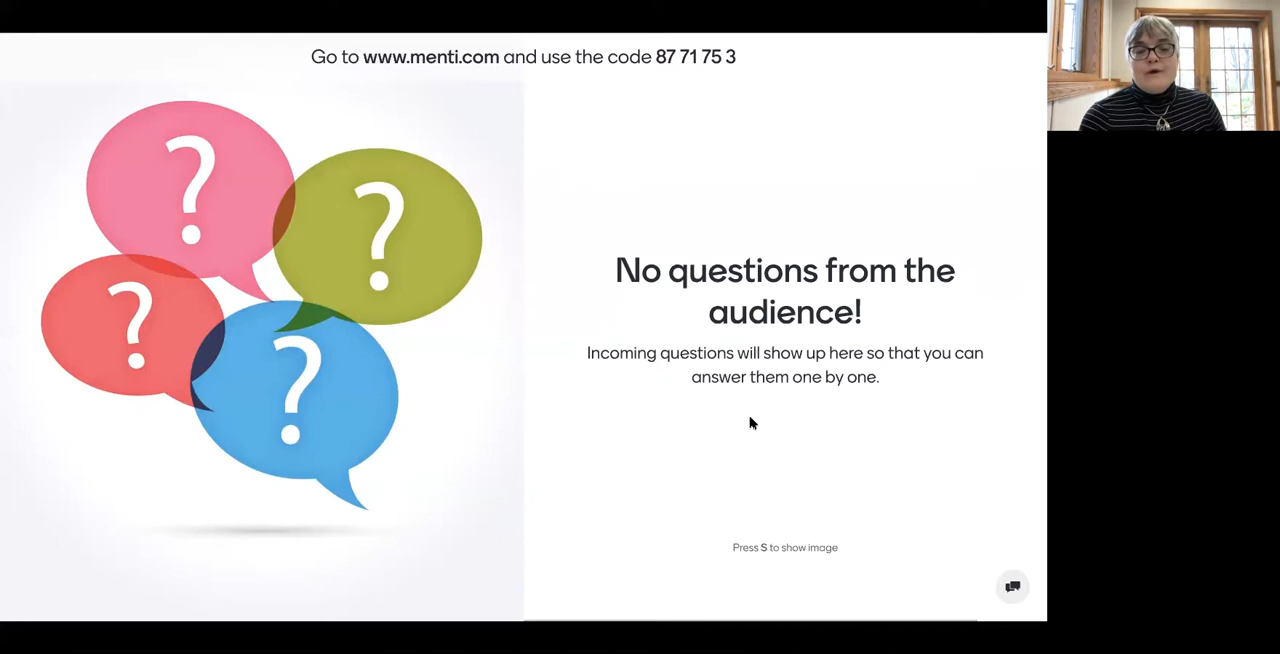 Go to www.menti.com and use the code 87 71 75 3
?
?
?
?
No questions from the
audience!
Incoming questions will show up here so that you can
answer them one by one.
Press S to show image